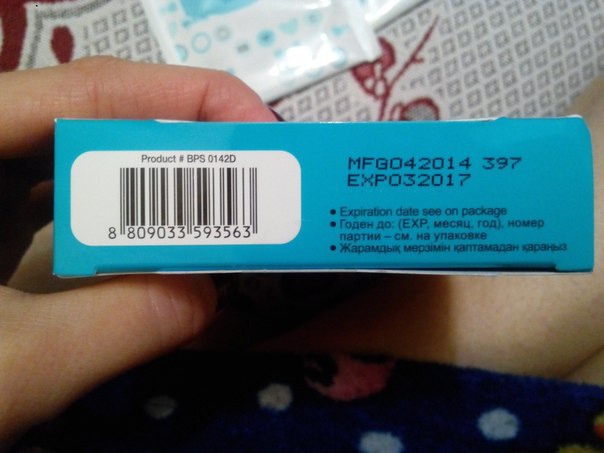 Product # BPS 0142D
8 809033 593563
MFG042014 397
EXP032017
● Expiration date see on package
● Годен до: (EXP, месяц, год), номер
партии – см. на упаковке
● Жарамдық мерзімін қаптамадан қараңыз